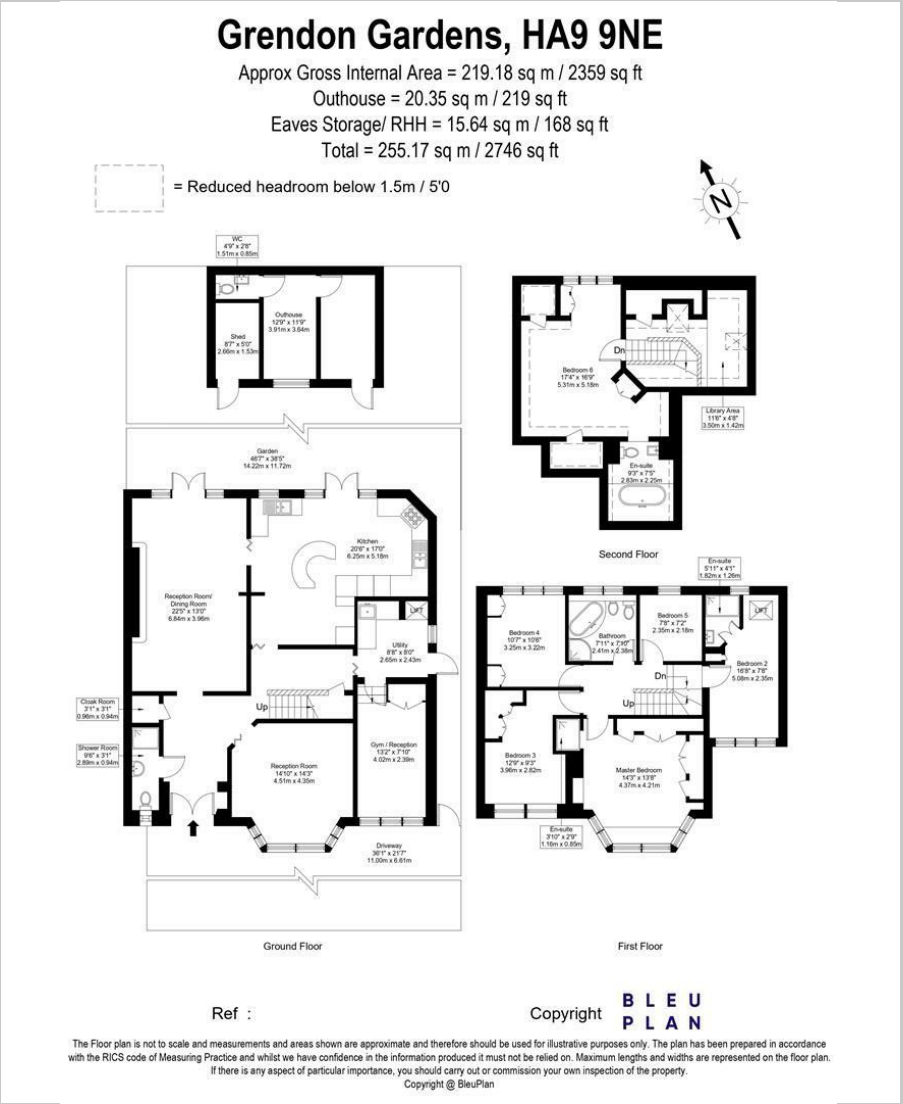 Grendon Gardens, HA9 9NE
Approx Gross Internal Area = 219.18 sq m / 2359 sq ft
Outhouse = 20.35 sq m / 219 sq ft
Eaves Storage/ RHH = 15.64 sq m / 168 sq ft
Total = 255.17 sq m / 2746 sq ft
= Reduced headroom below 1.5m / 5'0
N
WC
4'9" x 2'8"
1.51m x 0.85m
Outhouse
12'9" x 11'9"
3.91m x 3.64m
Shed
8'7" x 5'0"
2.66m x 1.53m
Garden
46'7" x 38'5"
14.22m x 11.72m
Kitchen
20'6" x 17'0"
6.25m x 5.18m
Reception Room/
Dining Room
22'5" x 13'0"
6.84m x 3.96m
LIFT
Utility
8'8" x 8'0"
2.65m x 2.43m
Cloak Room
3'1" x 3'1"
0.96m x 0.94m
Up
Shower Room
9'6" x 3'1"
2.89m x 0.94m
Reception Room
14'10" x 14'3"
4.51m x 4.35m
Gym / Reception
13'2" x 7'10"
4.02m x 2.39m
Driveway
36'1" x 21'7"
11.00m x 6.61m
Ground Floor
Bedroom 6
17'4" x 16'9"
5.31m x 5.18m
Dn
Library Area
11'6" x 4'8"
3.50m x 1.42m
En-suite
9'3" x 7'5"
2.83m x 2.25m
Second Floor
En-suite
5'11" x 4'1"
1.82m x 1.26m
Bedroom 4
10'7" x 10'6"
3.25m x 3.22m
Bathroom
7'11" x 7'10"
2.41m x 2.38m
Bedroom 5
7'8" x 7'2"
2.35m x 2.18m
LIFT
Bedroom 2
16'8" x 7'8"
5.08m x 2.35m
Dn
Up
Bedroom 3
12'9" x 9'3"
3.96m x 2.82m
Master Bedroom
14'3" x 13'8"
4.37m x 4.21m
En-suite
3'10" x 2'9"
1.16m x 0.85m
First Floor
Ref :
Copyright
BLEU
PLAN
The Floor plan is not to scale and measurements and areas shown are approximate and therefore should be used for illustrative purposes only. The plan has been prepared in accordance
with the RICS code of Measuring Practice and whilst we have confidence in the information produced it must not be relied on. Maximum lengths and widths are represented on the floor plan.
If there is any aspect of particular importance, you should carry out or commission your own inspection of the property.
Copyright @ BleuPlan